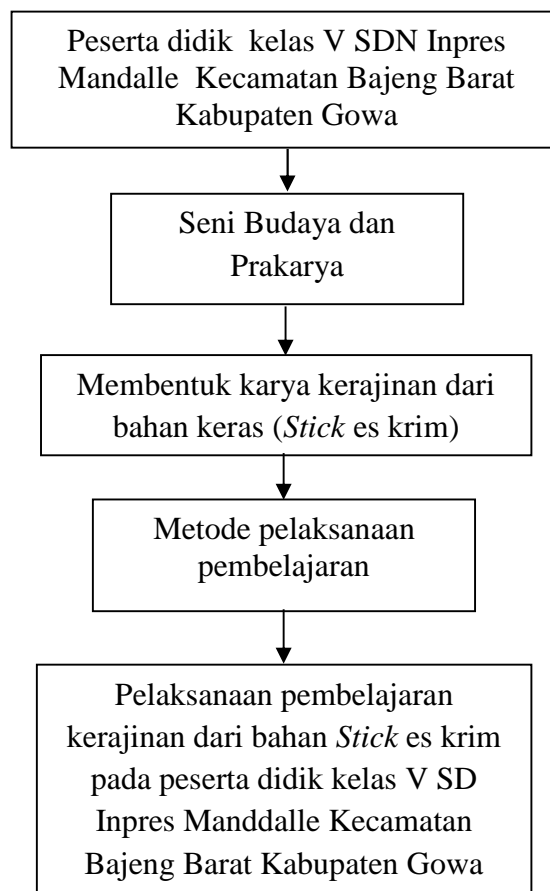 Peserta didik kelas V SDN Inpres
Mandalle Kecamatan Bajeng Barat
Kabupaten Gowa
Seni Budaya dan
Prakarya
Membentuk karya kerajinan dari
bahan keras (Stick es krim)
Metode pelaksanaan
pembelajaran
Pelaksanaan pembelajaran
kerajinan dari bahan Stick es krim
pada peserta didik kelas V SD
Inpres Manddalle Kecamatan
Bajeng Barat Kabupaten Gowa